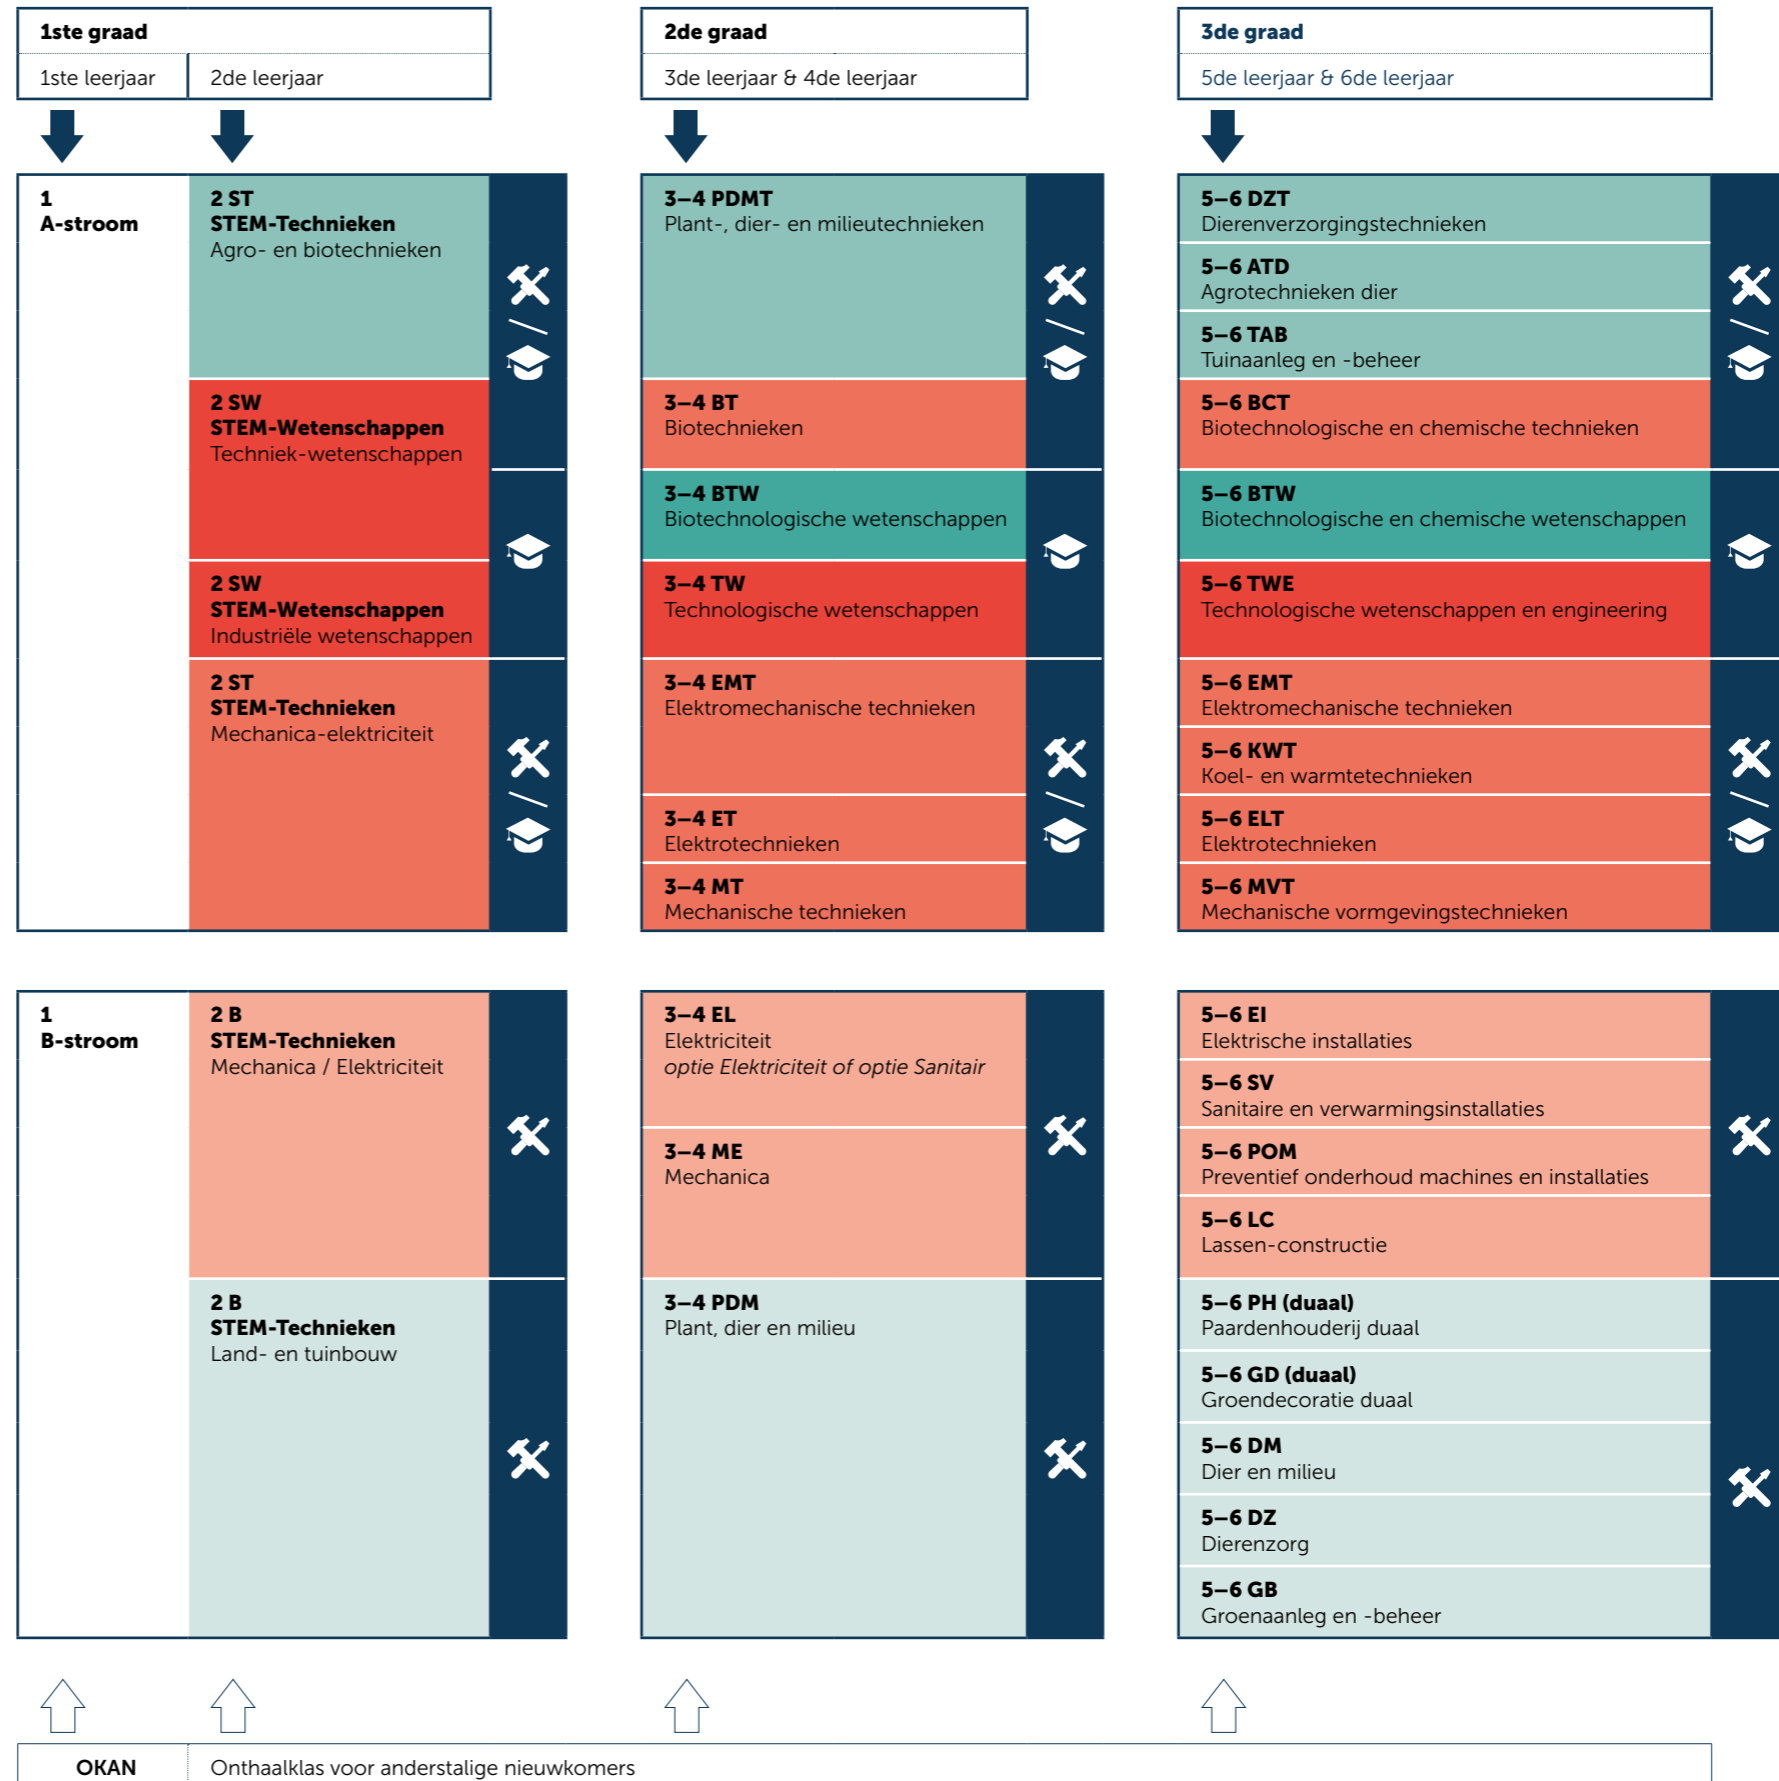 1ste graad
1ste leerjaar
2de leerjaar
2de graad
3de leerjaar & 4de leerjaar
3de graad
5de leerjaar & 6de leerjaar
1
A-stroom
2 ST
STEM-Technieken
Agro- en biotechnieken
2 SW
STEM-Wetenschappen
Techniek-wetenschappen
2 SW
STEM-Wetenschappen
Industriële wetenschappen
2 ST
STEM-Technieken
Mechanica-elektriciteit
3–4 PDMT
Plant-, dier- en milieutechnieken
3–4 BT
Biotechnieken
3–4 BTW
Biotechnologische wetenschappen
3–4 TW
Technologische wetenschappen
3–4 EMT
Elektromechanische technieken
3–4 ET
Elektrotechnieken
3–4 MT
Mechanische technieken
5–6 DZT
Dierenverzorgingstechnieken
5–6 ATD
Agrotechnieken dier
5–6 TAB
Tuinaanleg en -beheer
5–6 BCT
Biotechnologische en chemische technieken
5–6 BTW
Biotechnologische en chemische wetenschappen
5–6 TWE
Technologische wetenschappen en engineering
5–6 EMT
Elektromechanische technieken
5–6 KWT
Koel- en warmtetechnieken
5–6 ELT
Elektrotechnieken
5–6 MVT
Mechanische vormgevingstechnieken
1
B-stroom
2 B
STEM-Technieken
Mechanica / Elektriciteit
2 B
STEM-Technieken
Land- en tuinbouw
3–4 EL
Elektriciteit
optie Elektriciteit of optie Sanitair
3–4 ME
Mechanica
3–4 PDM
Plant, dier en milieu
5–6 EI
Elektrische installaties
5–6 SV
Sanitaire en verwarmingsinstallaties
5–6 POM
Preventief onderhoud machines en installaties
5–6 LC
Lassen-constructie
5–6 PH (duaal)
Paardenhouderij duaal
5–6 GD (duaal)
Groendecoratie duaal
5–6 DM
Dier en milieu
5–6 DZ
Dierenzorg
5–6 GB
Groenaanleg en -beheer
OKAN
Onthaalklas voor anderstalige nieuwkomers